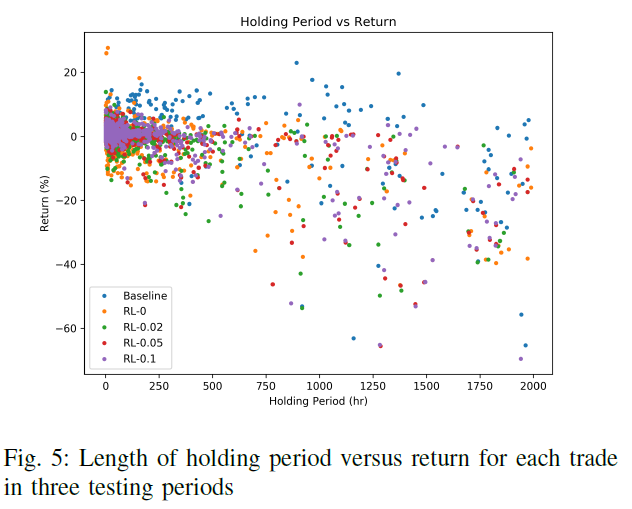 Holding Period vs Return
Return (%)
20
0
−20
−40
−60
Baseline
RL-0
RL-0.02
RL-0.05
RL-0.1
0 250 500 750 1000 1250 1500 1750 2000
Holding Period (hr)
Fig. 5: Length of holding period versus return for each trade
in three testing periods